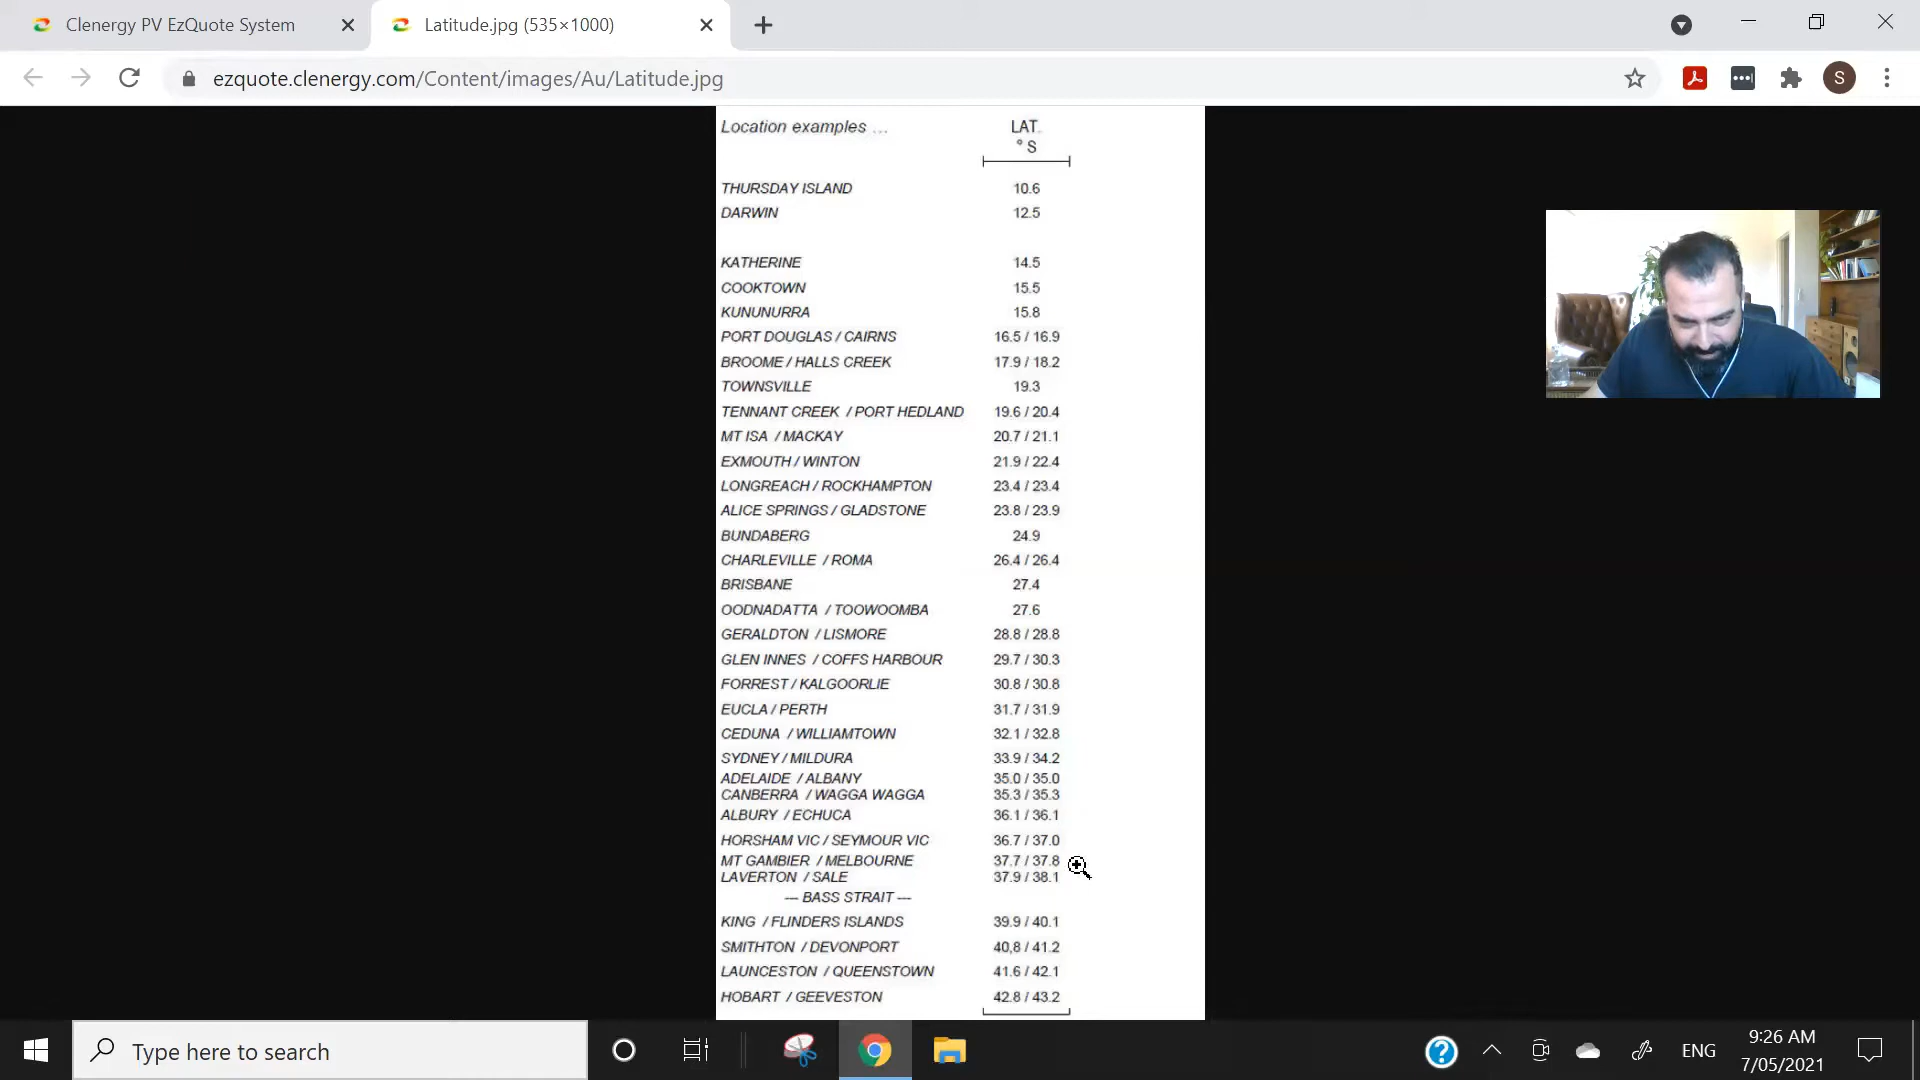 Clenergy PV EzQuote System
Latitude.jpg (535×1000)
ezquote.clenergy.com/Content/images/Au/Latitude.jpg
S
Location examples ...
LAT.
° S
THURSDAY ISLAND 10.6
DARWIN 12.5
KATHERINE 14.5
COOKTOWN 15.5
KUNUNURRA 15.8
PORT DOUGLAS / CAIRNS 16.5 / 16.9
BROOME / HALLS CREEK 17.9 / 18.2
TOWNSVILLE 19.3
TENNANT CREEK / PORT HEDLAND 19.6 / 20.4
MT ISA / MACKAY 20.7 / 21.1
EXMOUTH / WINTON 21.9 / 22.4
LONGREACH / ROCKHAMPTON 23.4 / 23.4
ALICE SPRINGS / GLADSTONE 23.8 / 23.9
BUNDABERG 24.9
CHARLEVILLE / ROMA 26.4 / 26.4
BRISBANE 27.4
OODNADATTA / TOOWOOMBA 27.6
GERALDTON / LISMORE 28.8 / 28.8
GLEN INNES / COFFS HARBOUR 29.7 / 30.3
FORREST / KALGOORLIE 30.8 / 30.8
EUCLA / PERTH 31.7 / 31.9
CEDUNA / WILLIAMTOWN 32.1 / 32.8
SYDNEY / MILDURA 33.9 / 34.2
ADELAIDE / ALBANY 35.0 / 35.0
CANBERRA / WAGGA WAGGA 35.3 / 35.3
ALBURY / ECHUCA 36.1 / 36.1
HORSHAM VIC / SEYMOUR VIC 36.7 / 37.0
MT GAMBIER / MELBOURNE 37.7 / 37.8
LAVERTON / SALE 37.9 / 38.1
--- BASS STRAIT ---
KING / FLINDERS ISLANDS 39.9 / 40.1
SMITHTON / DEVONPORT 40,8 / 41.2
LAUNCESTON / QUEENSTOWN 41.6 / 42.1
HOBART / GEEVESTON 42.8 / 43.2
Type here to search
ENG
9:26 AM
7/05/2021